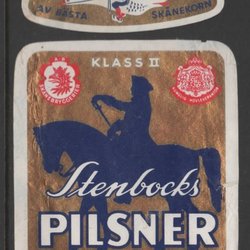 AV BÄSTA SKÅNEKORN
KLASS II
A-B
Stenbocks
PILSNER